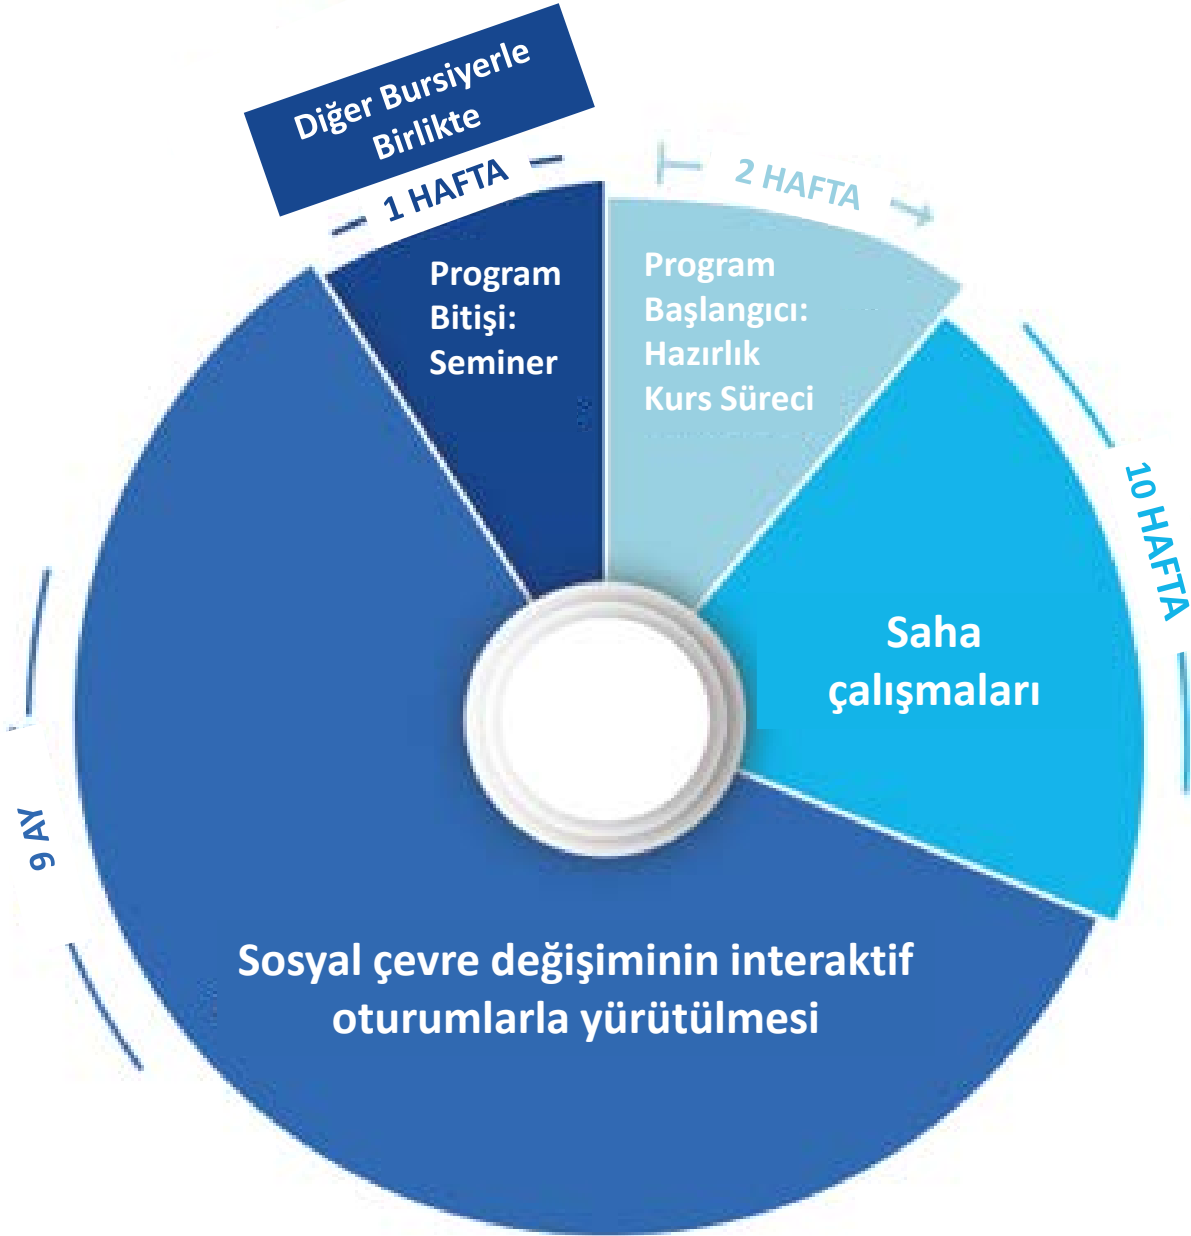 Diğer Bursiyerle
Birlikte
1 HAFTA
2 HAFTA
Program
Bitişi:
Seminer
Program
Başlangıcı:
Hazırlık
Kurs Süreci
10 HAFTA
Saha
çalışmaları
9 AY
Sosyal çevre değişiminin interaktif
oturumlarla yürütülmesi